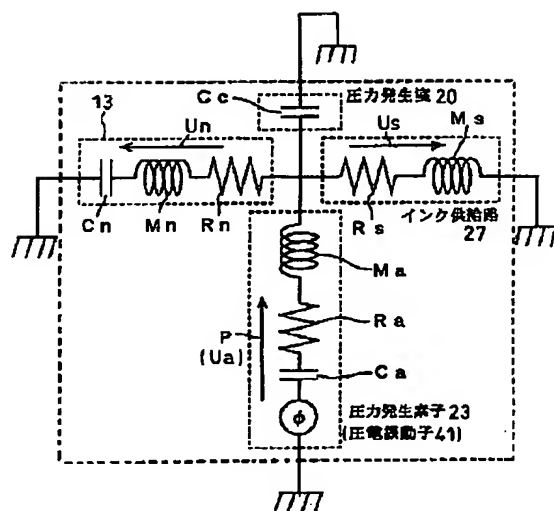 13
Cc
圧力発生室 20
Un
Us
Ms
Cn
Mn
Rn
Rs
インク供給路
27
Ma
P
(Ua)
Ra
Ca
φ
圧力発生素子 23
(圧電振動子 41)